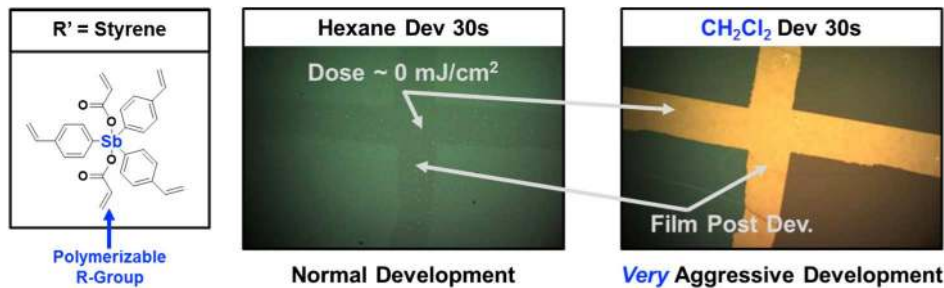 R' = Styrene
O
O
Sb
O
O
Polymerizable
R-Group
Hexane Dev 30s
Dose ~ 0 mJ/cm²
Normal Development
CH₂Cl₂ Dev 30s
Film Post Dev.
Very Aggressive Development